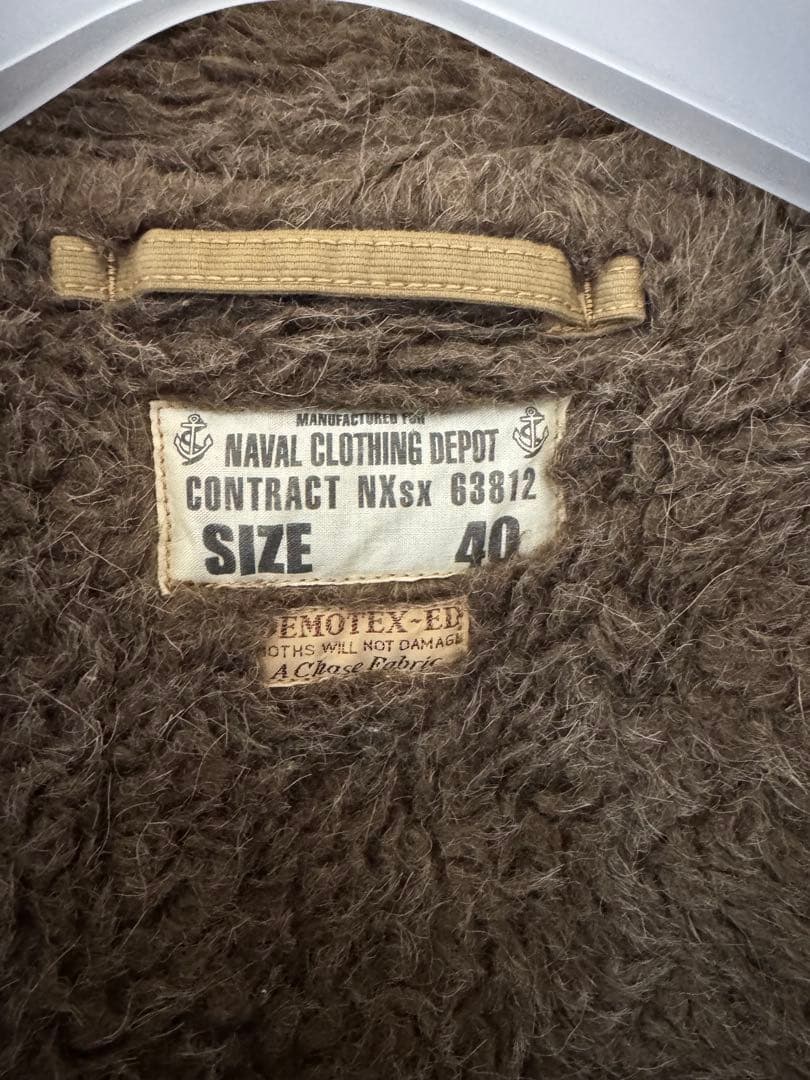 MANUFACTURED FOR
NAVAL CLOTHING DEPOT
CONTRACT NXsx 63812
SIZE 40
EMOTEX~ED
OTHS WILL NOT DAMAGE
A Chase Fabric